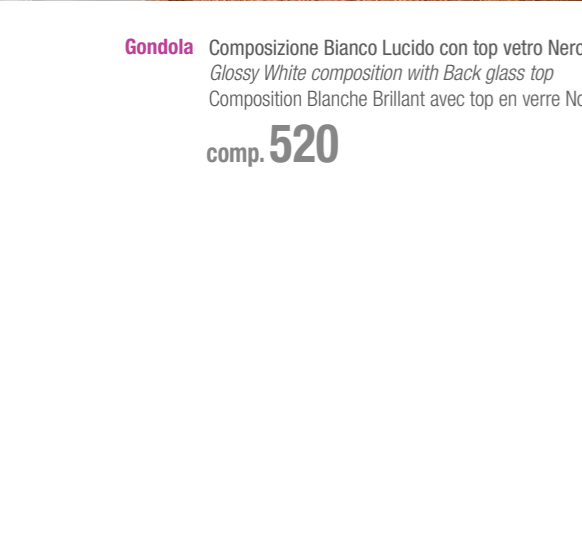 Gondola Composizione Bianco Lucido con top vetro Nero
Glossy White composition with Back glass top
Composition Blanche Brillant avec top en verre No
comp. 520